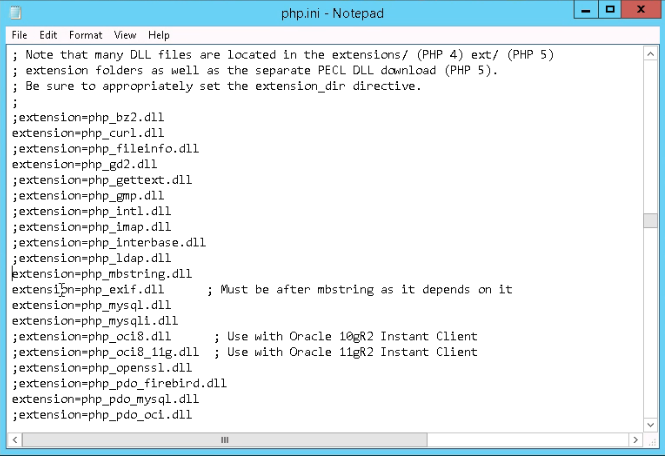 php.ini - Notepad
File Edit Format View Help
; Note that many DLL files are located in the extensions/ (PHP 4) ext/ (PHP 5)
; extension folders as well as the separate PECL DLL download (PHP 5).
; Be sure to appropriately set the extension_dir directive.
;
;extension=php_bz2.dll
extension=php_curl.dll
;extension=php_fileinfo.dll
extension=php_gd2.dll
;extension=php_gettext.dll
;extension=php_gmp.dll
;extension=php_intl.dll
;extension=php_imap.dll
;extension=php_interbase.dll
;extension=php_ldap.dll
extension=php_mbstring.dll
extension=php_exif.dll ; Must be after mbstring as it depends on it
extension=php_mysql.dll
extension=php_mysqli.dll
;extension=php_oci8.dll ; Use with Oracle 10gR2 Instant Client
;extension=php_oci8_11g.dll ; Use with Oracle 11gR2 Instant Client
;extension=php_openssl.dll
;extension=php_pdo_firebird.dll
extension=php_pdo_mysql.dll
;extension=php_pdo_oci.dll